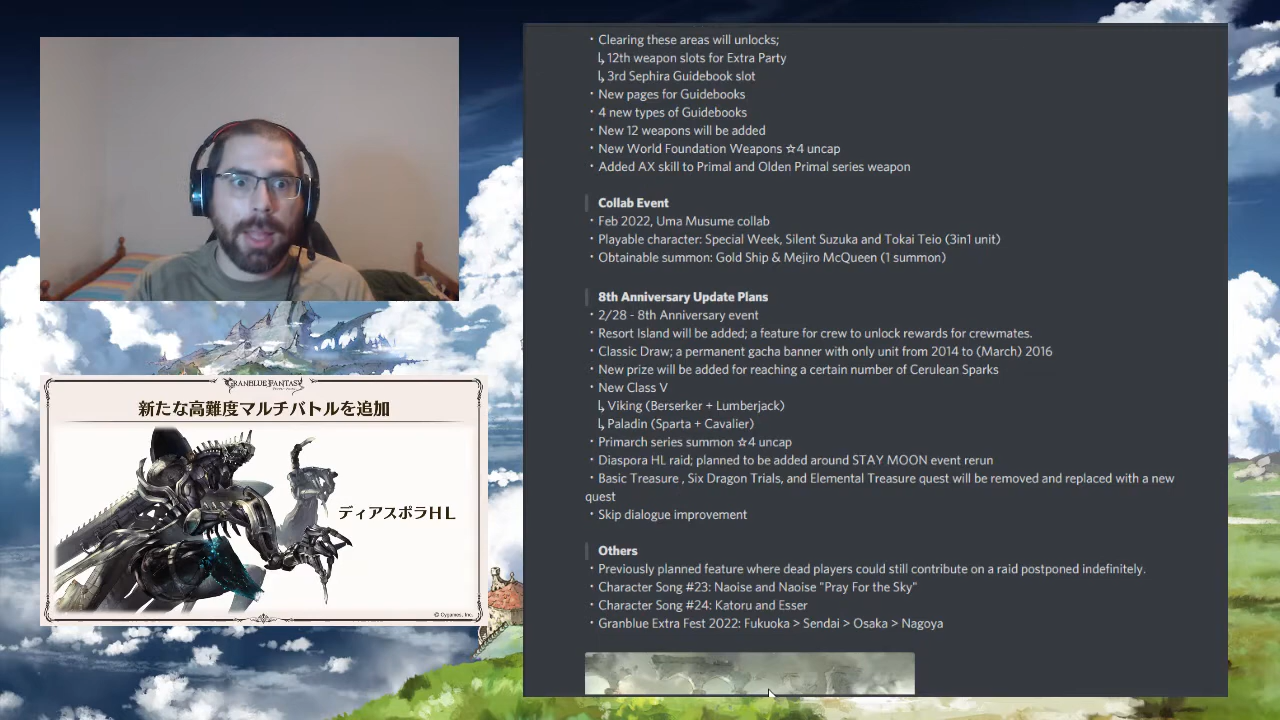 ・Clearing these areas will unlocks;
┗ 12th weapon slots for Extra Party
┗ 3rd Sephira Guidebook slot
・New pages for Guidebooks
・4 new types of Guidebooks
・New 12 weapons will be added
・New World Foundation Weapons ☆4 uncap
・Added AX skill to Primal and Olden Primal series weapon
Collab Event
・Feb 2022, Uma Musume collab
・Playable character: Special Week, Silent Suzuka and Tokai Teio (3in1 unit)
・Obtainable summon: Gold Ship & Mejiro McQueen (1 summon)
8th Anniversary Update Plans
・2/28 - 8th Anniversary event
・Resort Island will be added; a feature for crew to unlock rewards for crewmates.
・Classic Draw; a permanent gacha banner with only unit from 2014 to (March) 2016
・New prize will be added for reaching a certain number of Cerulean Sparks
・New Class V
┗ Viking (Berserker + Lumberjack)
┗ Paladin (Sparta + Cavalier)
・Primarch series summon ☆4 uncap
・Diaspora HL raid; planned to be added around STAY MOON event rerun
・Basic Treasure , Six Dragon Trials, and Elemental Treasure quest will be removed and replaced with a new
quest
・Skip dialogue improvement
Others
・Previously planned feature where dead players could still contribute on a raid postponed indefinitely.
・Character Song #23: Naoise and Naoise "Pray For the Sky"
・Character Song #24: Katoru and Esser
・Granblue Extra Fest 2022: Fukuoka > Sendai > Osaka > Nagoya
GRANBLUE FANTASY
新たな高難度マルチバトルを追加
ディアスポラHL
© Cygames, Inc.